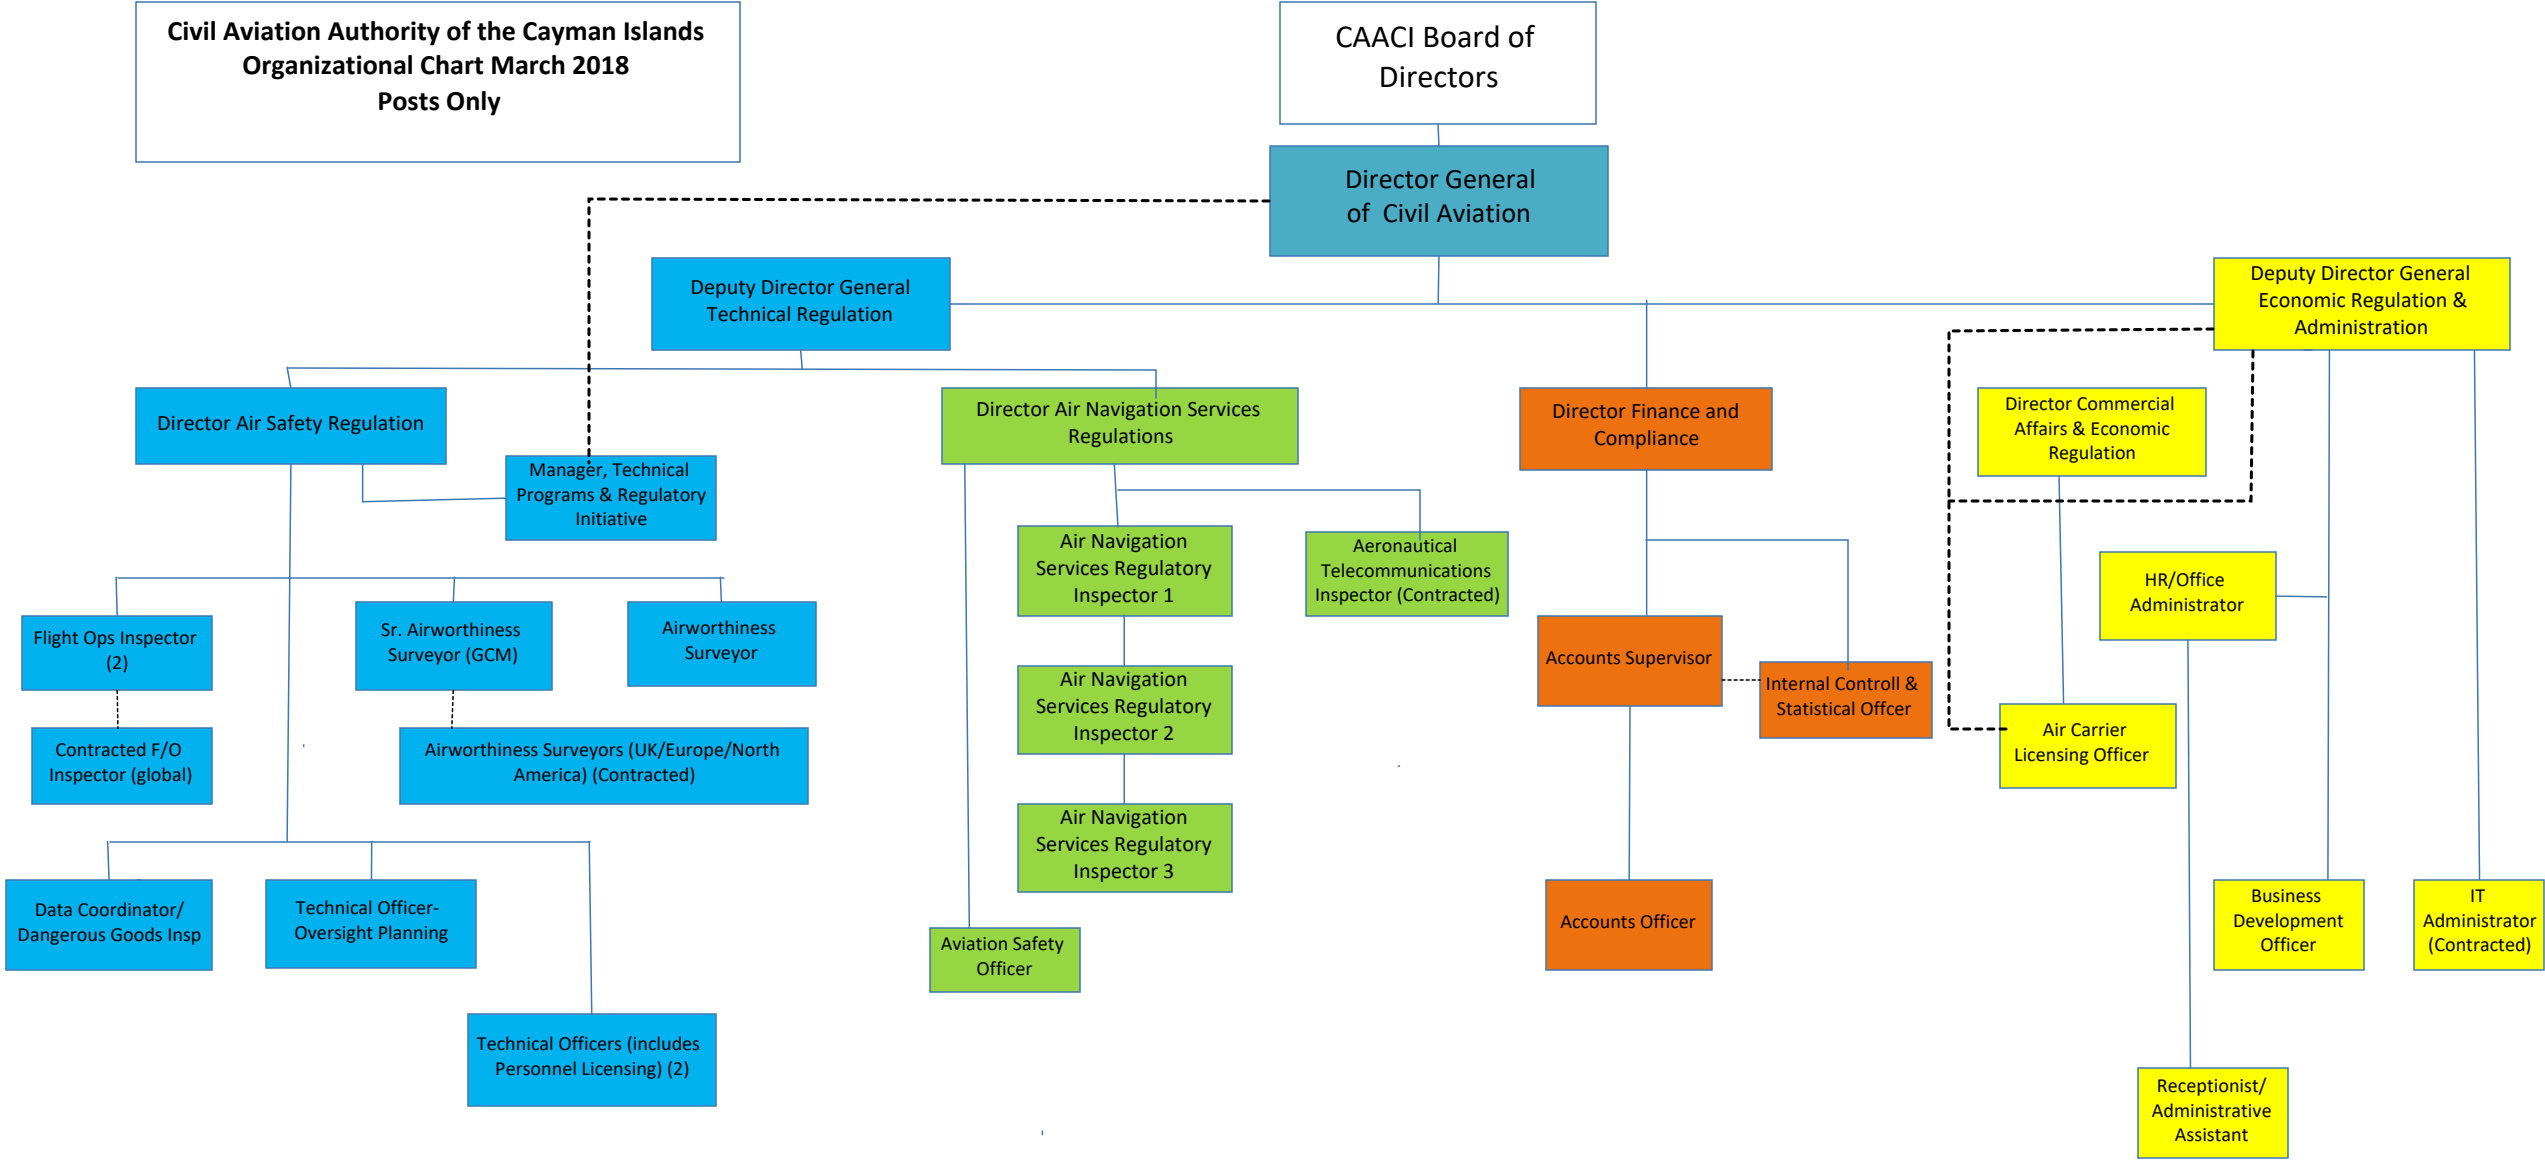 Civil Aviation Authority of the Cayman Islands
Organizational Chart March 2018
Posts Only
CAACI Board of
Directors
Director General
of Civil Aviation
Deputy Director General
Technical Regulation
Deputy Director General
Economic Regulation &
Administration
Director Air Safety Regulation
Director Air Navigation Services
Regulations
Director Finance and
Compliance
Director Commercial
Affairs & Economic
Regulation
Manager, Technical
Programs & Regulatory
Initiative
Air Navigation
Services Regulatory
Inspector 1
Aeronautical
Telecommunications
Inspector (Contracted)
HR/Office
Administrator
Flight Ops Inspector
(2)
Sr. Airworthiness
Surveyor (GCM)
Airworthiness
Surveyor
Accounts Supervisor
Internal Controll &
Statistical Offcer
Air Navigation
Services Regulatory
Inspector 2
Air Carrier
Licensing Officer
Contracted F/O
Inspector (global)
Airworthiness Surveyors (UK/Europe/North
America) (Contracted)
Air Navigation
Services Regulatory
Inspector 3
Data Coordinator/
Dangerous Goods Insp
Technical Officer-
Oversight Planning
Aviation Safety
Officer
Accounts Officer
Business
Development
Officer
IT
Administrator
(Contracted)
Technical Officers (includes
Personnel Licensing) (2)
Receptionist/
Administrative
Assistant